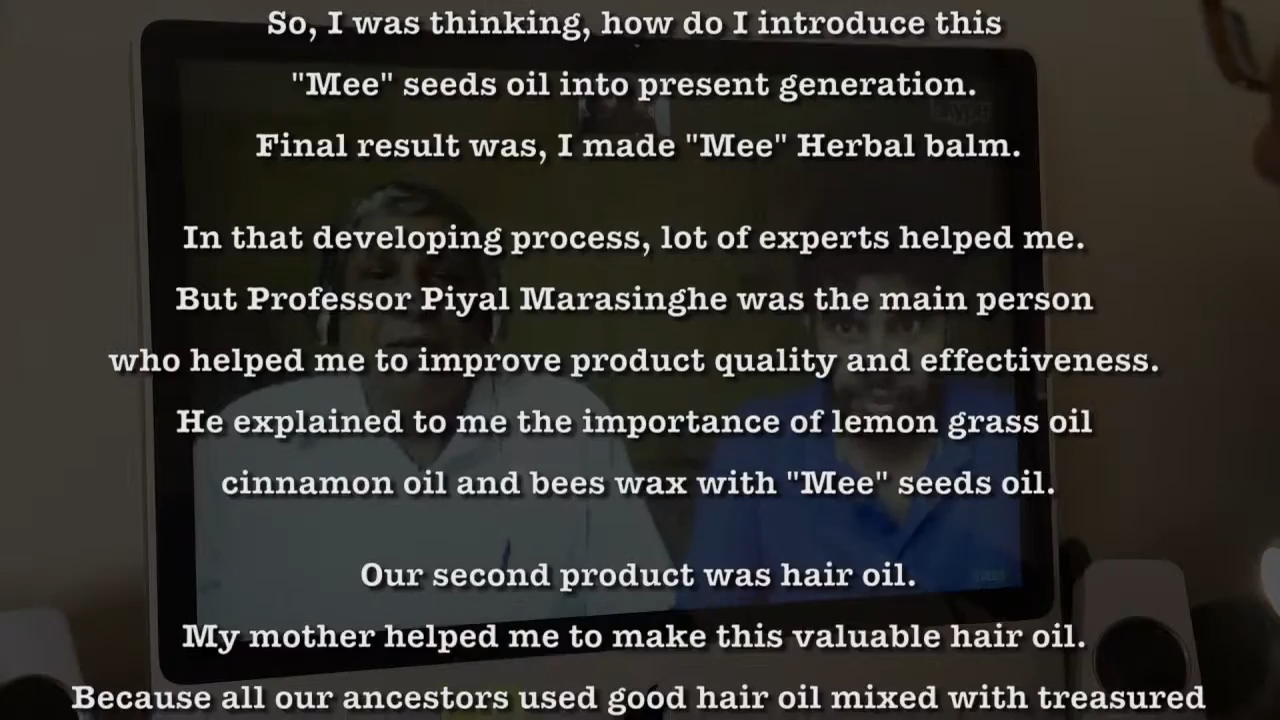 So, I was thinking, how do I introduce this
"Mee" seeds oil into present generation.
Final result was, I made "Mee" Herbal balm.
In that developing process, lot of experts helped me.
But Professor Piyal Marasinghe was the main person
who helped me to improve product quality and effectiveness.
He explained to me the importance of lemon grass oil
cinnamon oil and bees wax with "Mee" seeds oil.
Our second product was hair oil.
My mother helped me to make this valuable hair oil.
Because all our ancestors used good hair oil mixed with treasured